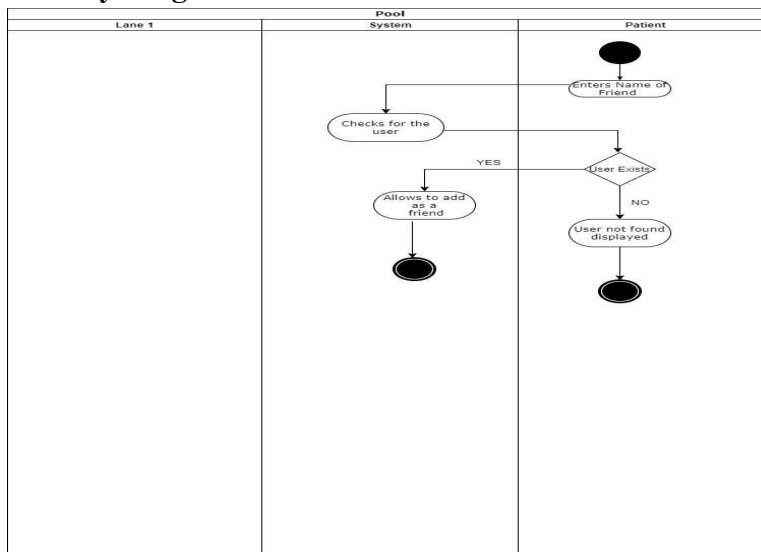 Pool
Lane 1
System
Patient
Enters Name of
Friend
Checks for the
user
YES
User Exists
NO
Allows to add
as a
friend
User not found
displayed